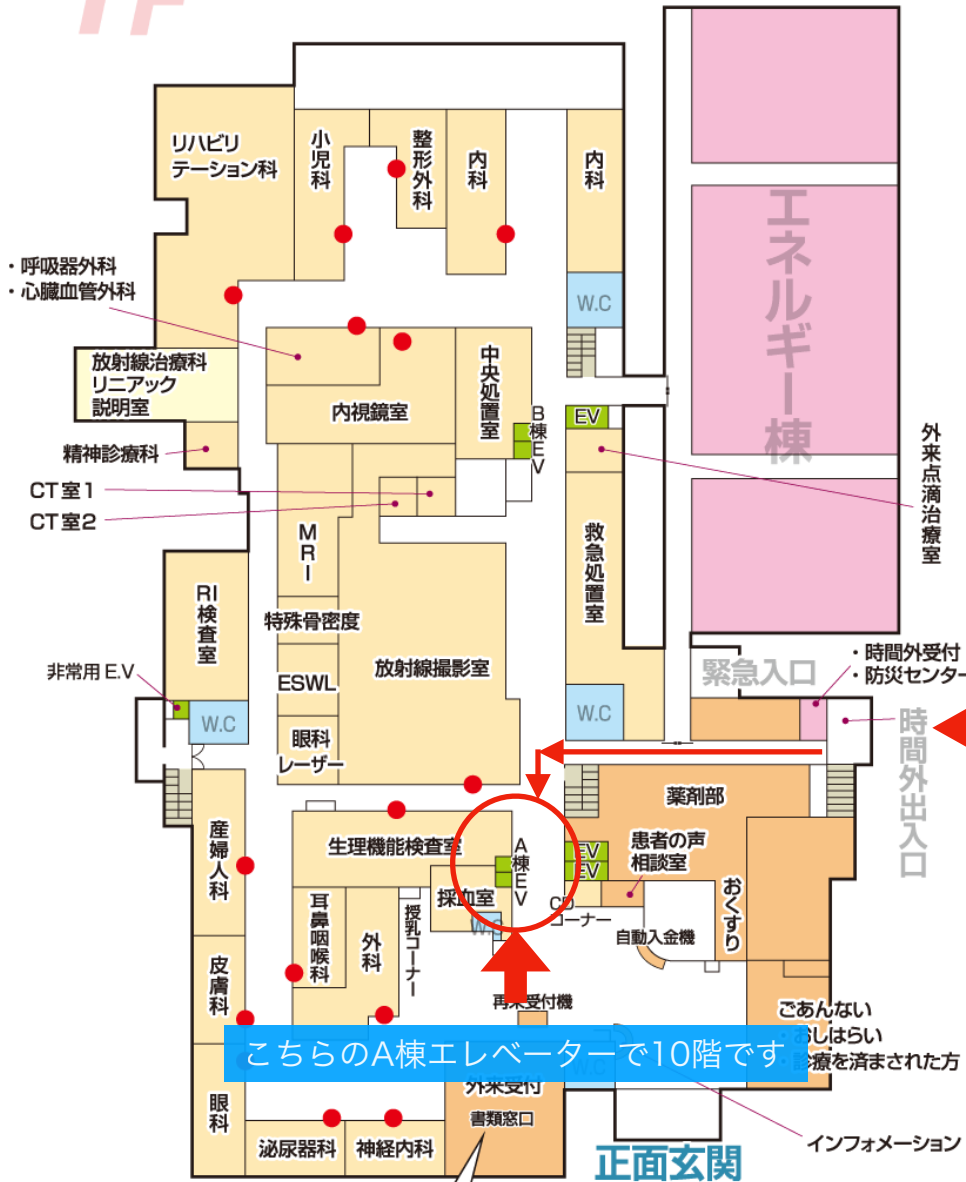 1F
リハビリ
テーション科
小児科
整形外科
内科
内科
・呼吸器外科
・心臓血管外科
W.C
エネルギー棟
放射線治療科
リニアック
説明室
内視鏡室
中央処置室
B棟EV
EV
精神診療科
外来点滴治療室
CT室1
CT室2
MRI
救急処置室
RI検査室
特殊骨密度
放射線撮影室
ESWL
非常用E.V
W.C
眼科
レーザー
W.C
緊急入口
・時間外受付
・防災センター
時間外出入口
薬剤部
生理機能検査室
A棟EV
EV
EV
患者の声
相談室
産婦人科
採血室
W.C
CD
コーナー
おくすり
耳鼻咽喉科
外科
授乳コーナー
自動入金機
皮膚科
再来受付機
ごあんない
・おしはらい
・診療を済まされた方
こちらのA棟エレベーターで10階です
W.C
眼科
外来受付
書類窓口
泌尿器科
神経内科
インフォメーション
正面玄関